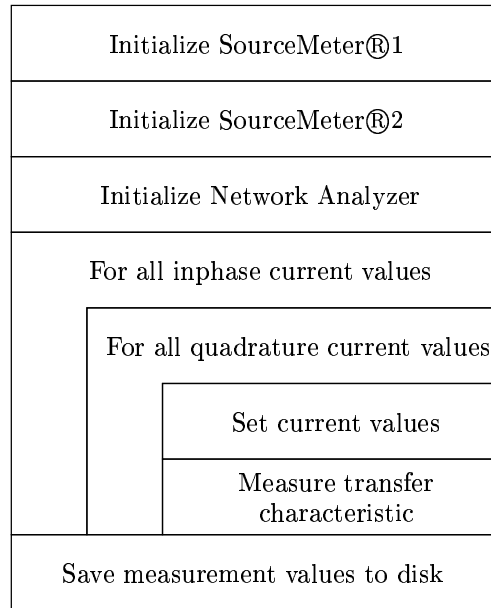 Initialize SourceMeter®1
Initialize SourceMeter®2
Initialize Network Analyzer
For all inphase current values
For all quadrature current values
Set current values
Measure transfer
characteristic
Save measurement values to disk